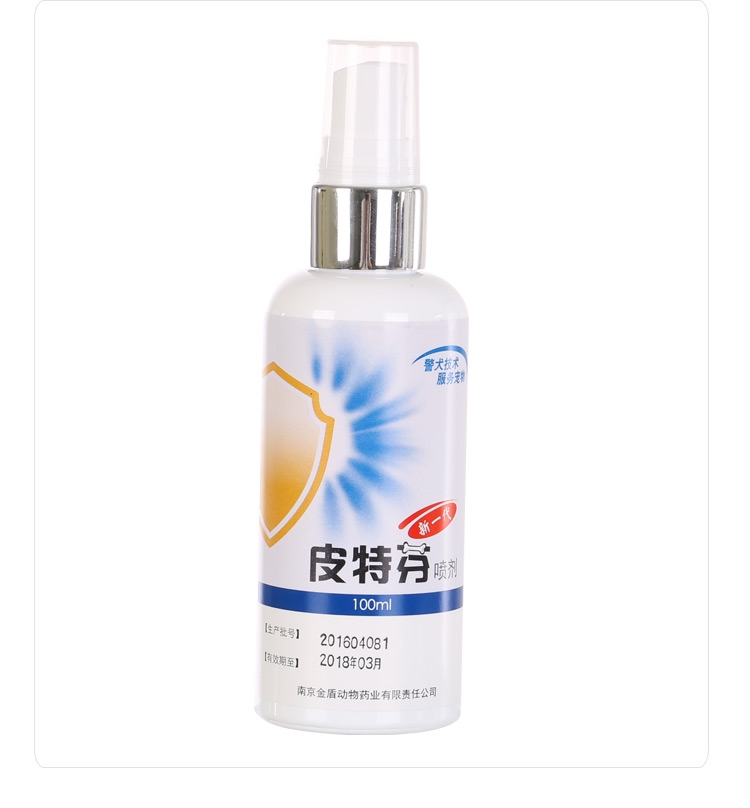 警犬技术
服务宠物
新一代
皮特芬喷剂
100ml
【生产批号】 201604081
【有效期至】 2018年03月
南京金盾动物药业有限责任公司